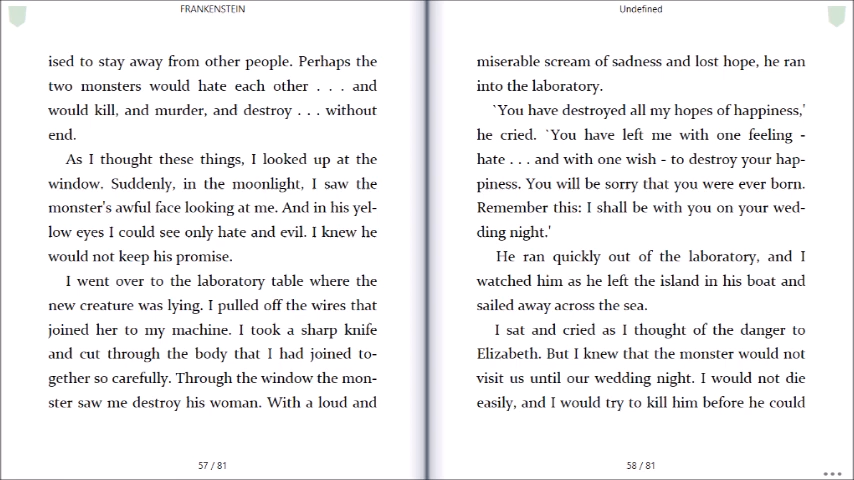 FRANKENSTEIN
ised to stay away from other people. Perhaps the
two monsters would hate each other . . . and
would kill, and murder, and destroy . . . without
end.
As I thought these things, I looked up at the
window. Suddenly, in the moonlight, I saw the
monster's awful face looking at me. And in his yel-
low eyes I could see only hate and evil. I knew he
would not keep his promise.
I went over to the laboratory table where the
new creature was lying. I pulled off the wires that
joined her to my machine. I took a sharp knife
and cut through the body that I had joined to-
gether so carefully. Through the window the mon-
ster saw me destroy his woman. With a loud and
57 / 81
Undefined
miserable scream of sadness and lost hope, he ran
into the laboratory.
`You have destroyed all my hopes of happiness,'
he cried. `You have left me with one feeling -
hate . . . and with one wish - to destroy your hap-
piness. You will be sorry that you were ever born.
Remember this: I shall be with you on your wed-
ding night.'
He ran quickly out of the laboratory, and I
watched him as he left the island in his boat and
sailed away across the sea.
I sat and cried as I thought of the danger to
Elizabeth. But I knew that the monster would not
visit us until our wedding night. I would not die
easily, and I would try to kill him before he could
58 / 81